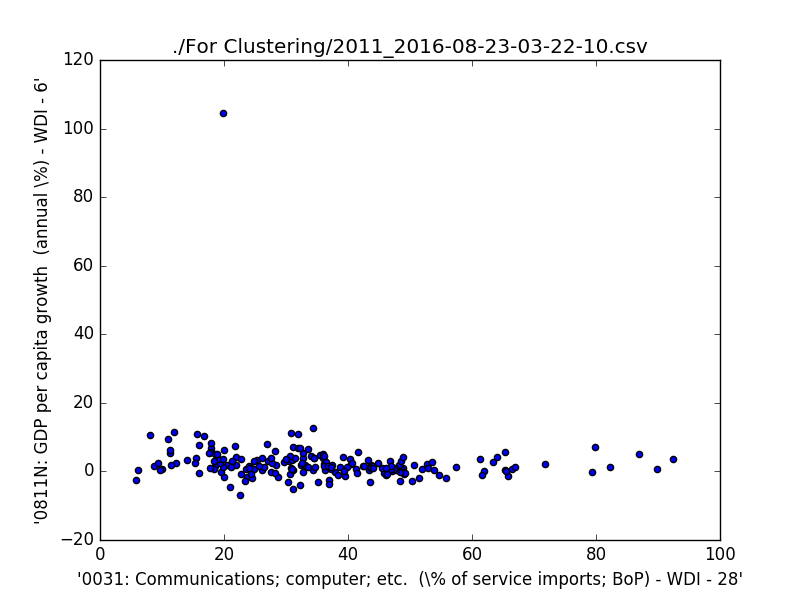 ./For Clustering/2011_2016-08-23-03-22-10.csv
120
100
80
60
40
20
0
−20
'0811N: GDP per capita growth  (annual \%) - WDI - 6'
0 20 40 60 80 100
'0031: Communications; computer; etc.  (\% of service imports; BoP) - WDI - 28'